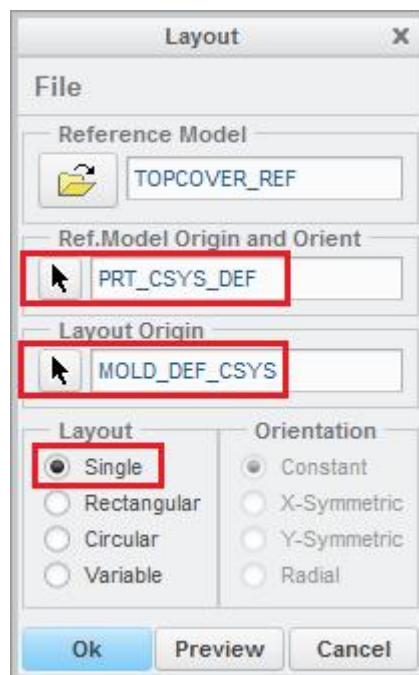 Layout X
File
Reference Model
TOPCOVER_REF
Ref.Model Origin and Orient
PRT_CSYS_DEF
Layout Origin
MOLD_DEF_CSYS
Layout Orientation
Single Constant
Rectangular X-Symmetric
Circular Y-Symmetric
Variable Radial
Ok Preview Cancel